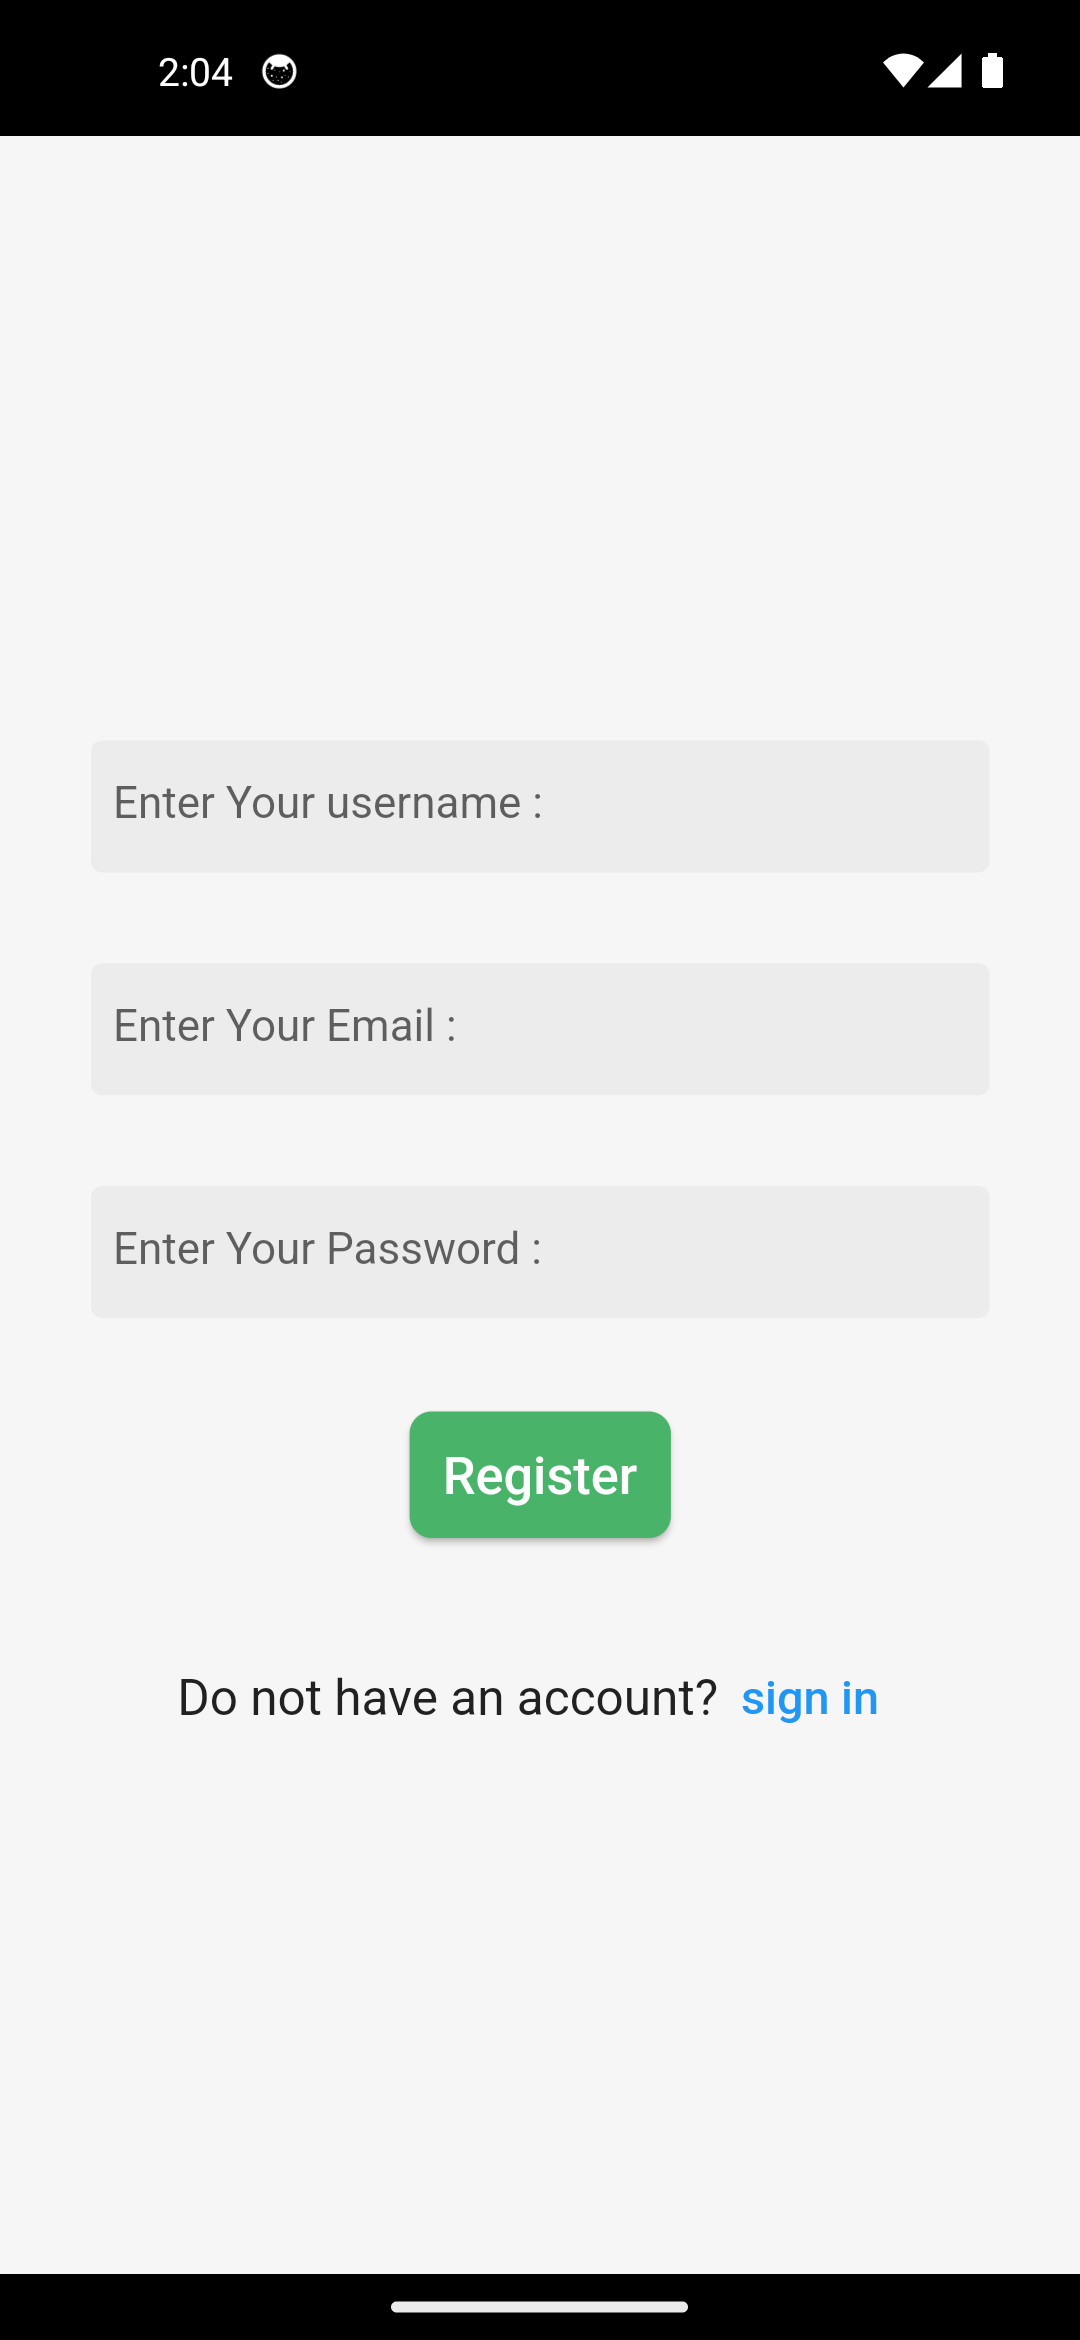 2:04
Enter Your username :
Enter Your Email :
Enter Your Password :
Register
Do not have an account? sign in